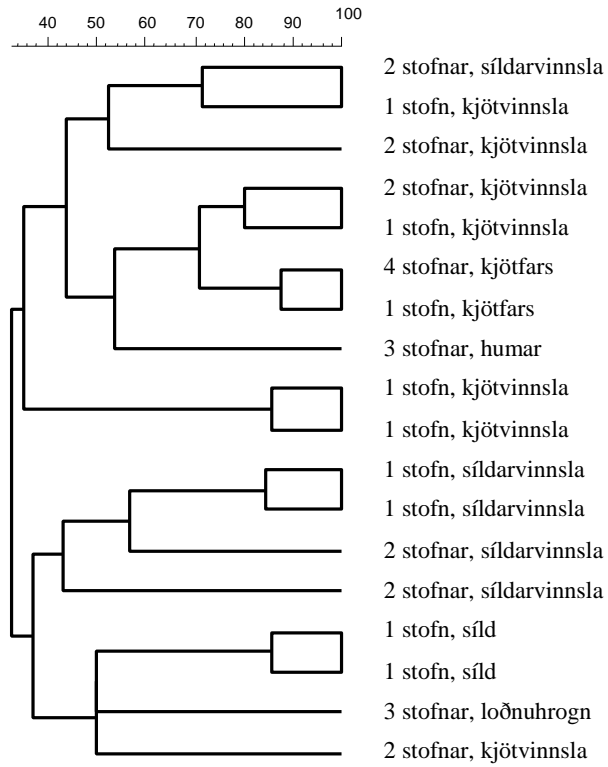 40 50 60 70 80 90 100
2 stofnar, síldarvinnsla
1 stofn, kjötvinnsla
2 stofnar, kjötvinnsla
2 stofnar, kjötvinnsla
1 stofn, kjötvinnsla
4 stofnar, kjötfars
1 stofn, kjötfars
3 stofnar, humar
1 stofn, kjötvinnsla
1 stofn, kjötvinnsla
1 stofn, síldarvinnsla
1 stofn, síldarvinnsla
2 stofnar, síldarvinnsla
2 stofnar, síldarvinnsla
1 stofn, síld
1 stofn, síld
3 stofnar, loðnuhrogn
2 stofnar, kjötvinnsla